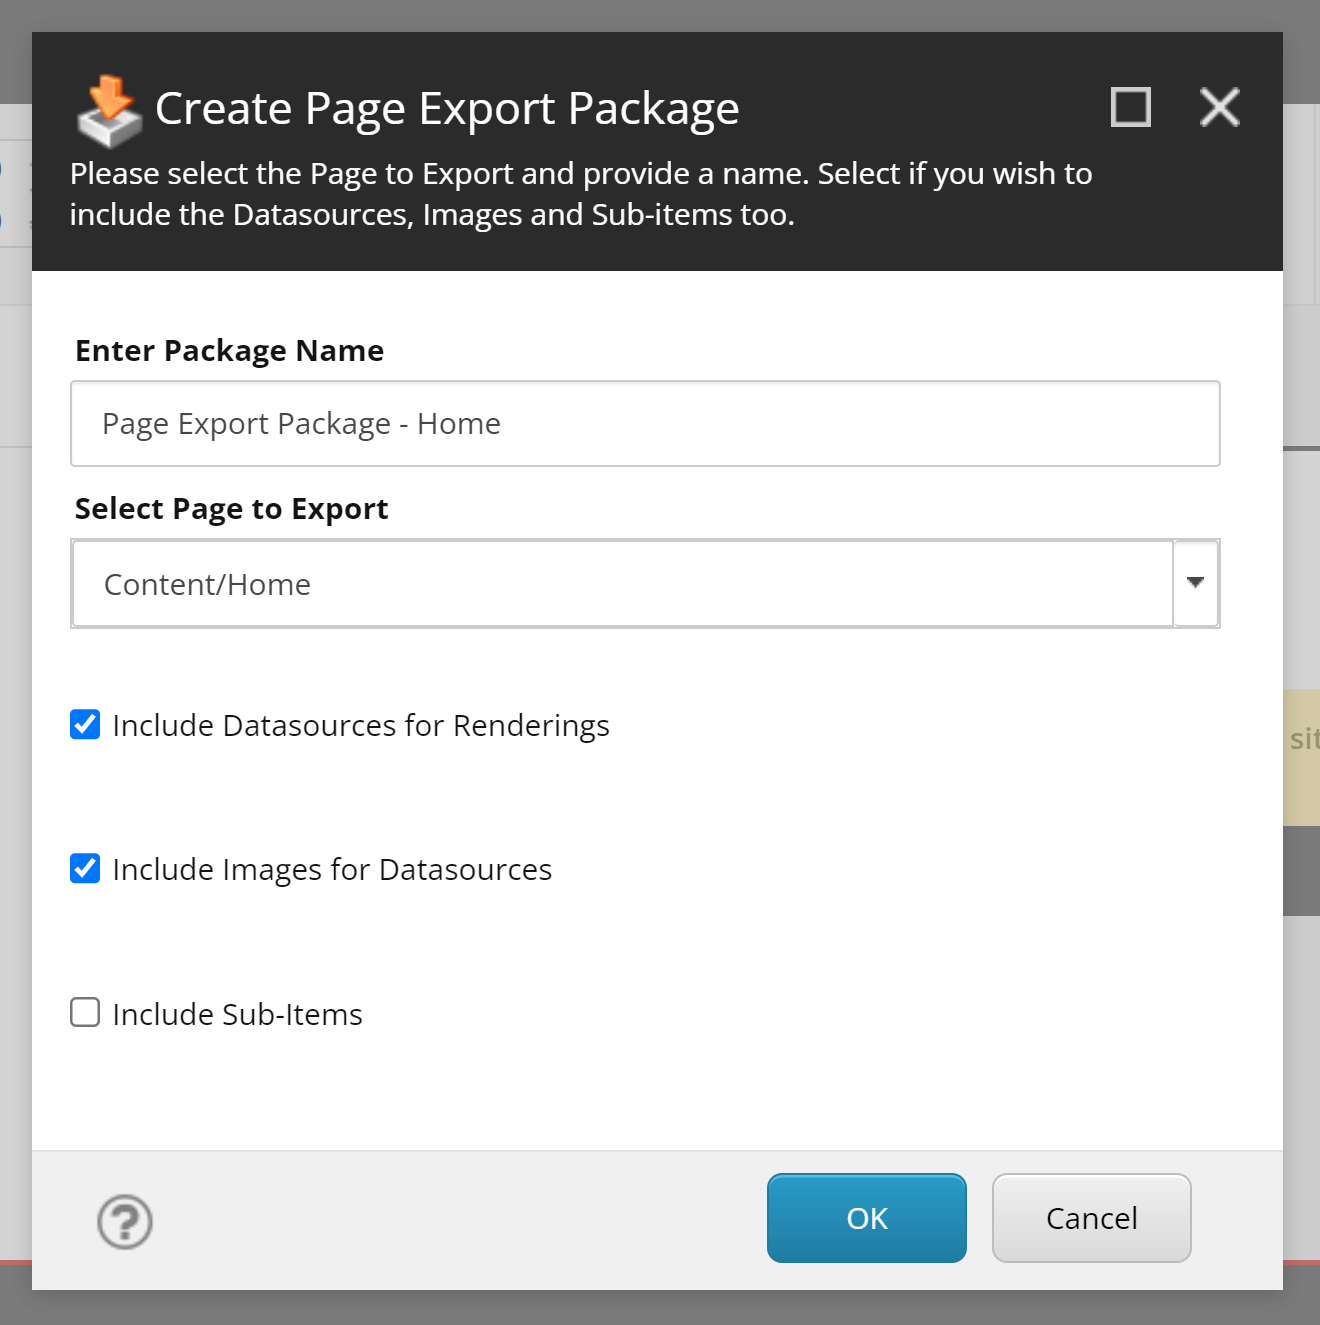 Create Page Export Package
Please select the Page to Export and provide a name. Select if you wish to
include the Datasources, Images and Sub-items too.
Enter Package Name
Page Export Package - Home
Select Page to Export
Content/Home
Include Datasources for Renderings
sit
Include Images for Datasources
Include Sub-Items
?
OK
Cancel